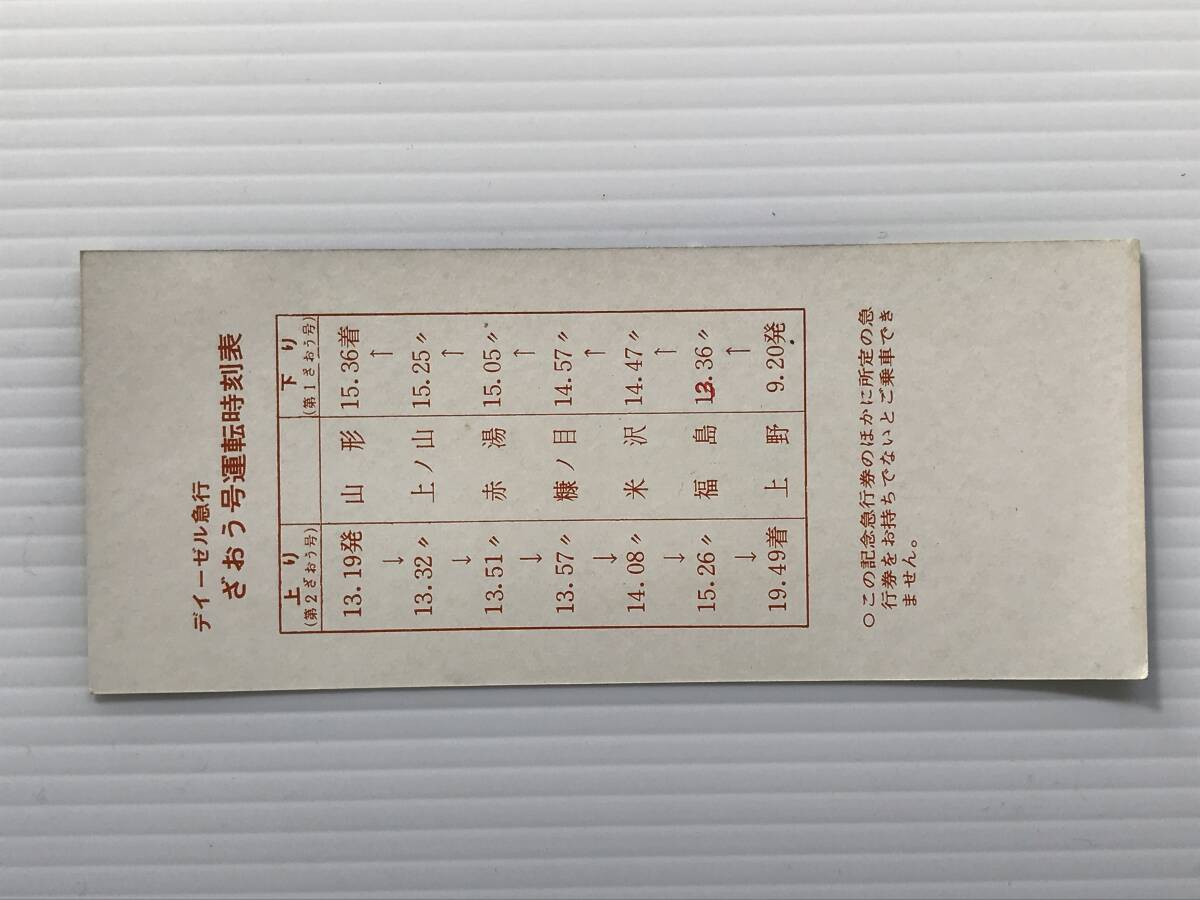 デイーゼル急行
ざおう号運転時刻表
上り 下り
(第2ざおう号) (第1ざおう号)
13.19発 山形 15.36着
↓ ↑
13.32〃 上ノ山 15.25〃
↓ ↑
13.51〃 赤湯 15.05〃
↓ ↑
13.57〃 糠ノ目 14.57〃
↓ ↑
14.08〃 米沢 14.47〃
↓ ↑
15.26〃 福島 13.36〃
↓ ↑
19.49着 上野 9.20発
○この記念急行券のほかに所定の急
行券をお持ちでないとご乗車でき
ません。